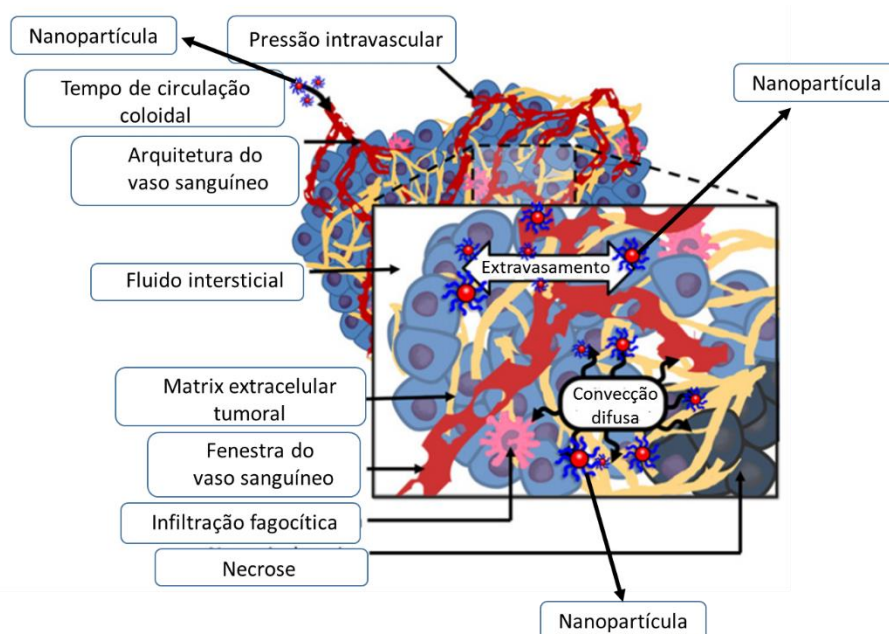 Nanopartícula
Pressão intravascular
Nanopartícula
Tempo de circulação
coloidal
Arquitetura do
vaso sanguíneo
Extravasamento
Fluido intersticial
Matrix extracelular
tumoral
Convecção
difusa
Fenestra do
vaso sanguíneo
Infiltração fagocítica
Necrose
Nanopartícula